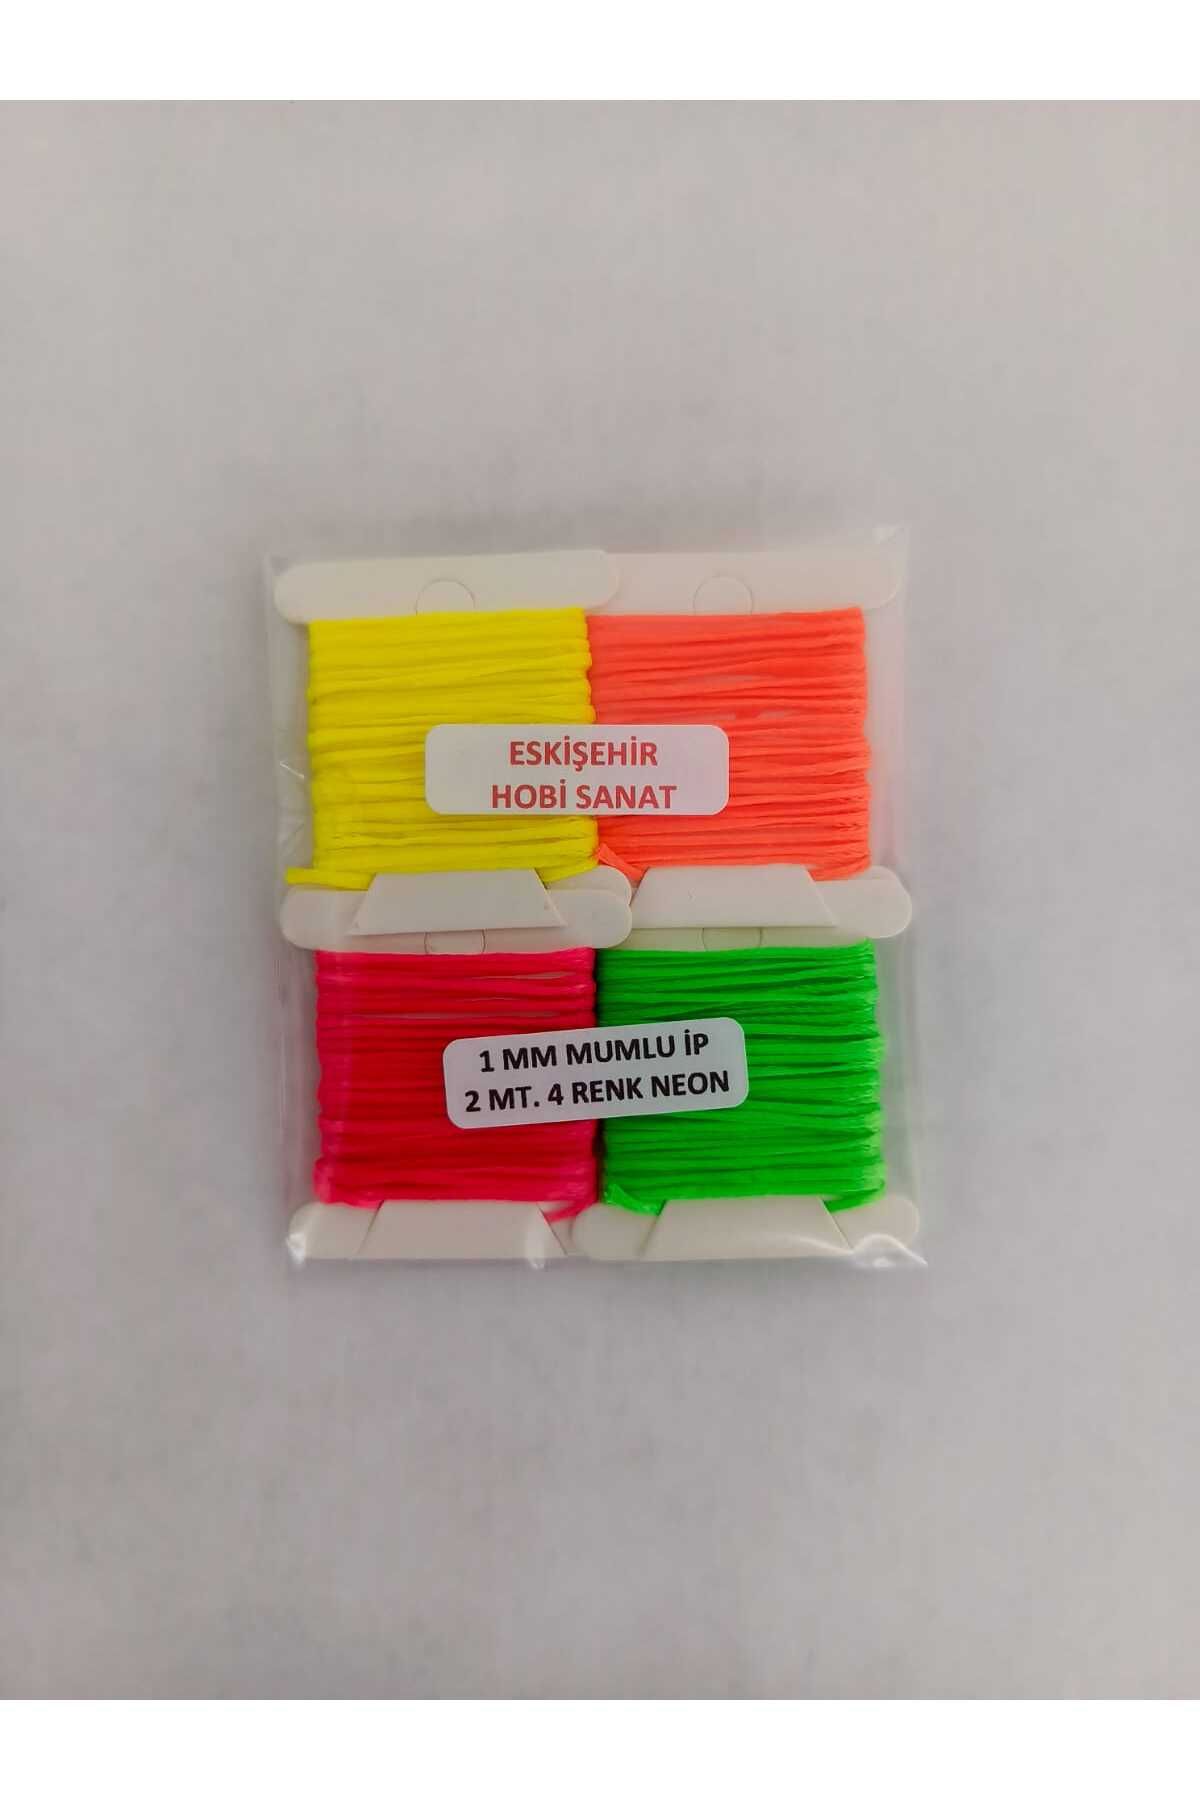 ESKİŞEHİR
HOBİ SANAT
1 MM MUMLU İP
2 MT. 4 RENK NEON